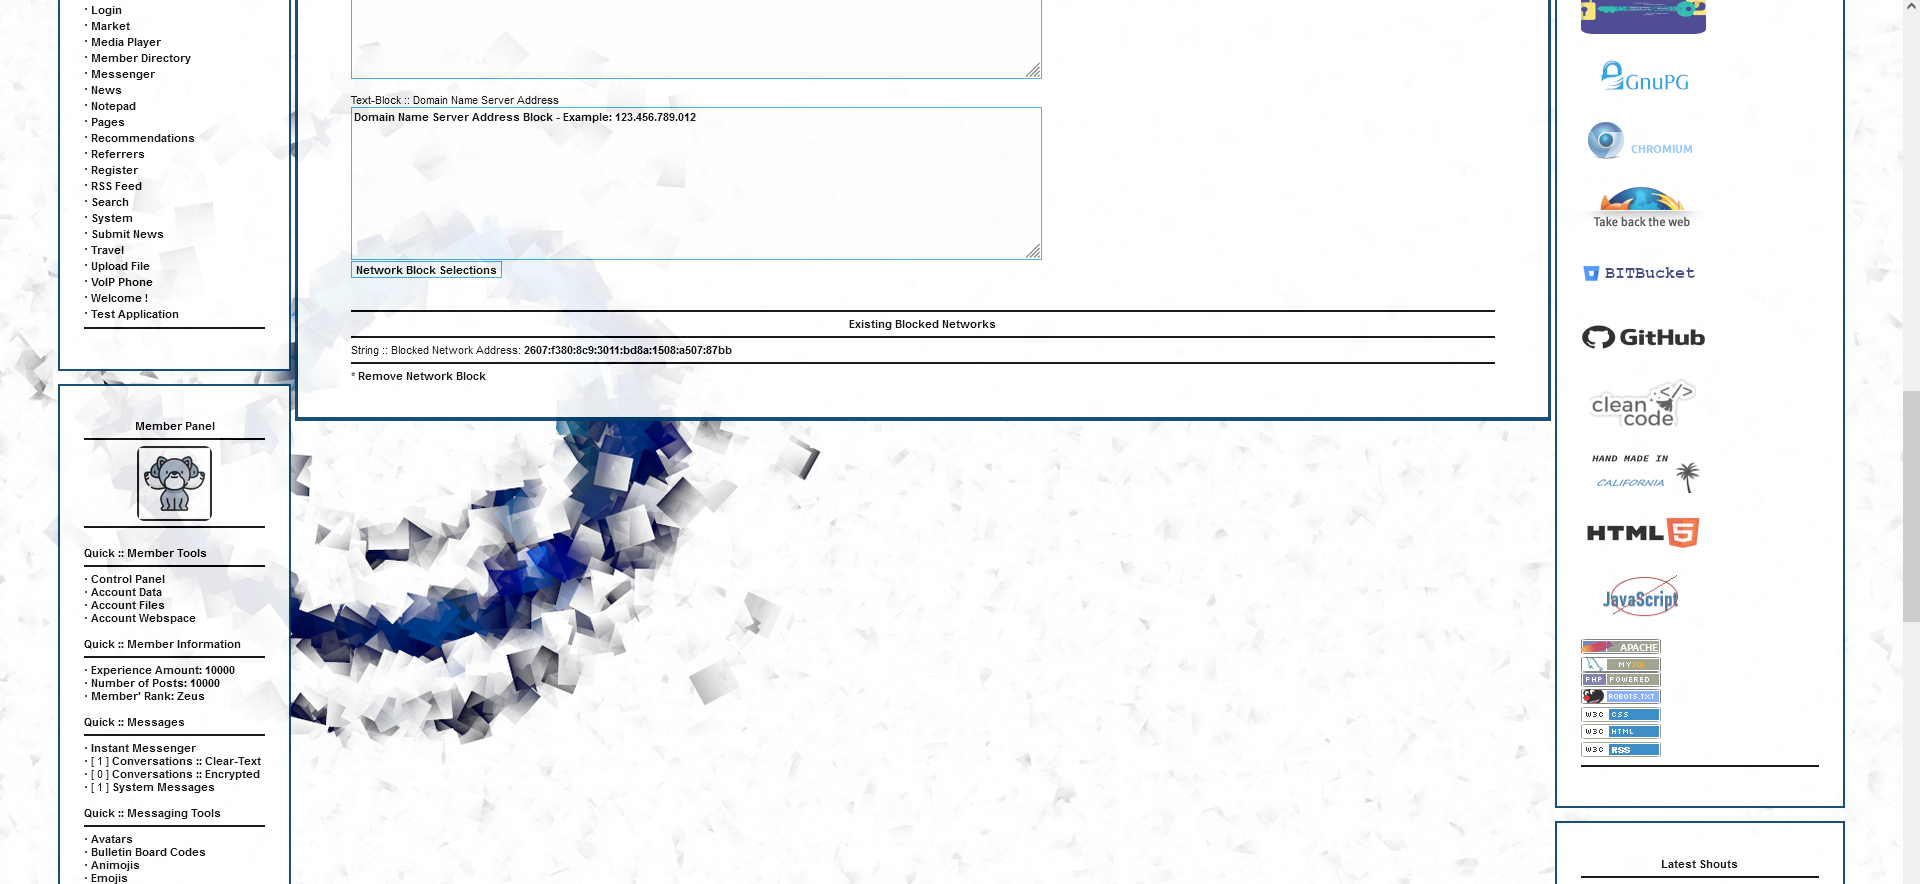 · Login
· Market
· Media Player
· Member Directory
· Messenger
· News
· Notepad
· Pages
· Recommendations
· Referrers
· Register
· RSS Feed
· Search
· System
· Submit News
· Travel
· Upload File
· VoIP Phone
· Welcome !
· Test Application
Member Panel
Quick :: Member Tools
· Control Panel
· Account Data
· Account Files
· Account Webspace
Quick :: Member Information
· Experience Amount: 10000
· Number of Posts: 10000
· Member' Rank: Zeus
Quick :: Messages
· Instant Messenger
· [ 1 ] Conversations :: Clear-Text
· [ 0 ] Conversations :: Encrypted
· [ 1 ] System Messages
Quick :: Messaging Tools
· Avatars
· Bulletin Board Codes
· Animojis
· Emojis
Text-Block :: Domain Name Server Address
Domain Name Server Address Block - Example: 123.456.789.012
Network Block Selections
Existing Blocked Networks
String :: Blocked Network Address: 2607:f380:8c9:3011:bd8a:1508:a507:87bb
* Remove Network Block
GnuPG
CHROMIUM
Take back the web
BITBucket
GitHub
clean code </>
HAND MADE IN
CALIFORNIA
HTML 5
JavaScript
APACHE
MYSQL
PHP POWERED
ROBOTS.TXT
W3C CSS
W3C HTML
W3C RSS
Latest Shouts